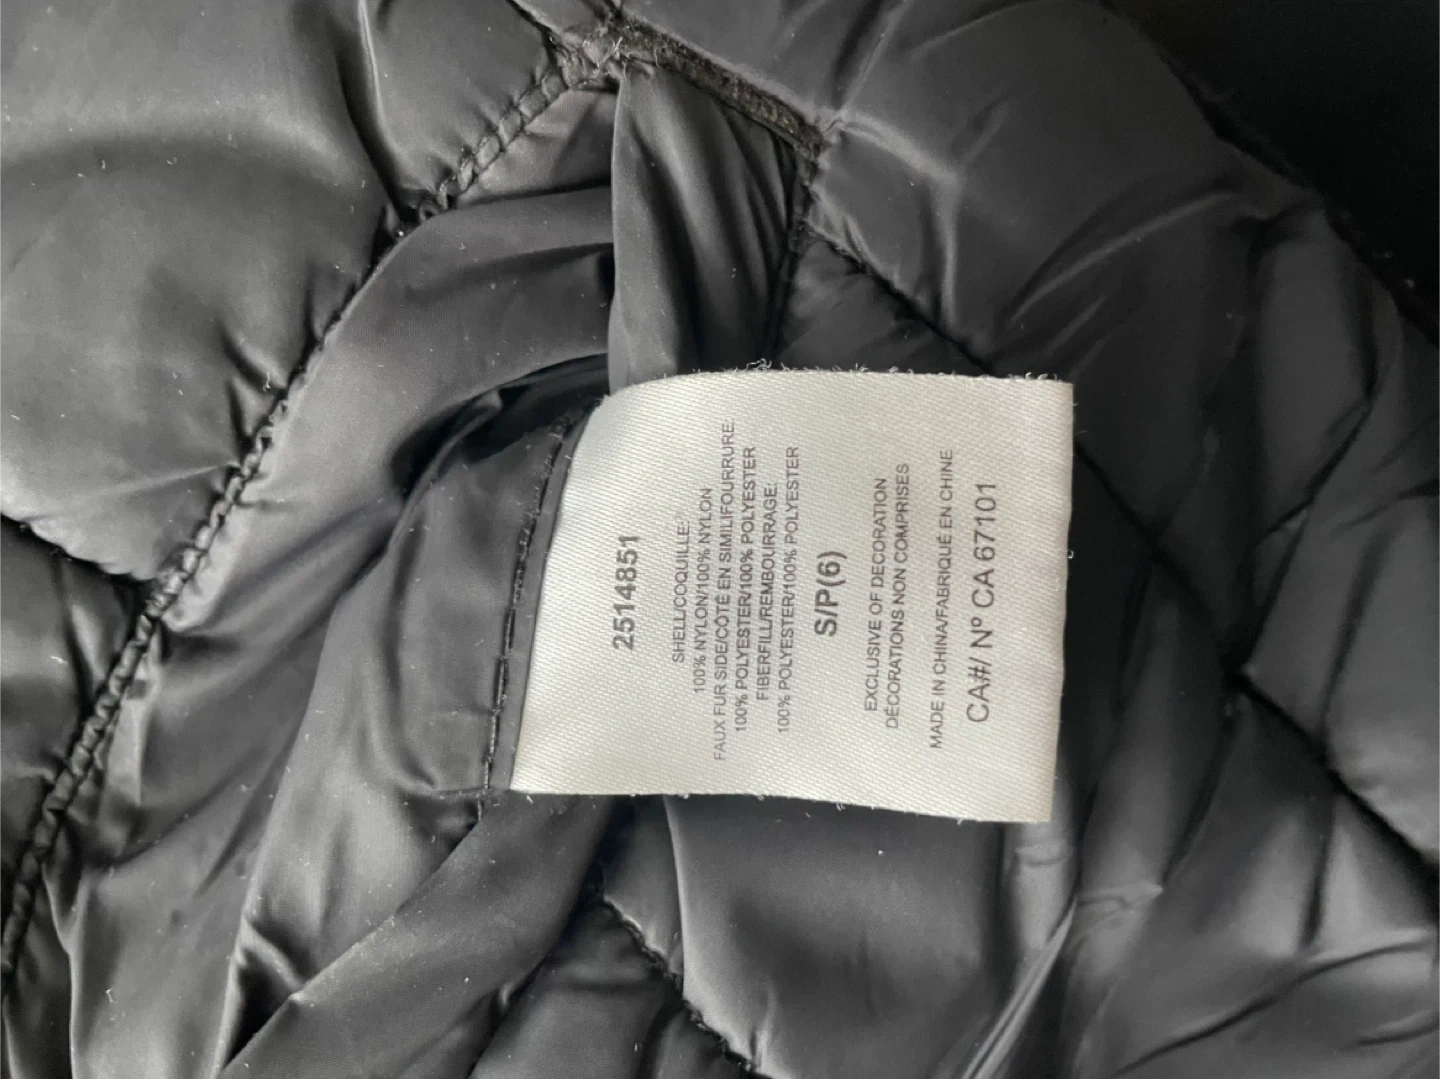 2514851
SHELL/COQUILLE:
100% NYLON/100% NYLON
FAUX FUR SIDE/CÔTÉ EN SIMILIFOURRURE:
100% POLYESTER/100% POLYESTER
FIBERFILL/REMBOURRAGE:
100% POLYESTER/100% POLYESTER
S/P(6)
EXCLUSIVE OF DECORATION
DÉCORATIONS NON COMPRISES
MADE IN CHINA/FABRIQUÉ EN CHINE
CA#/ Nº CA 67101